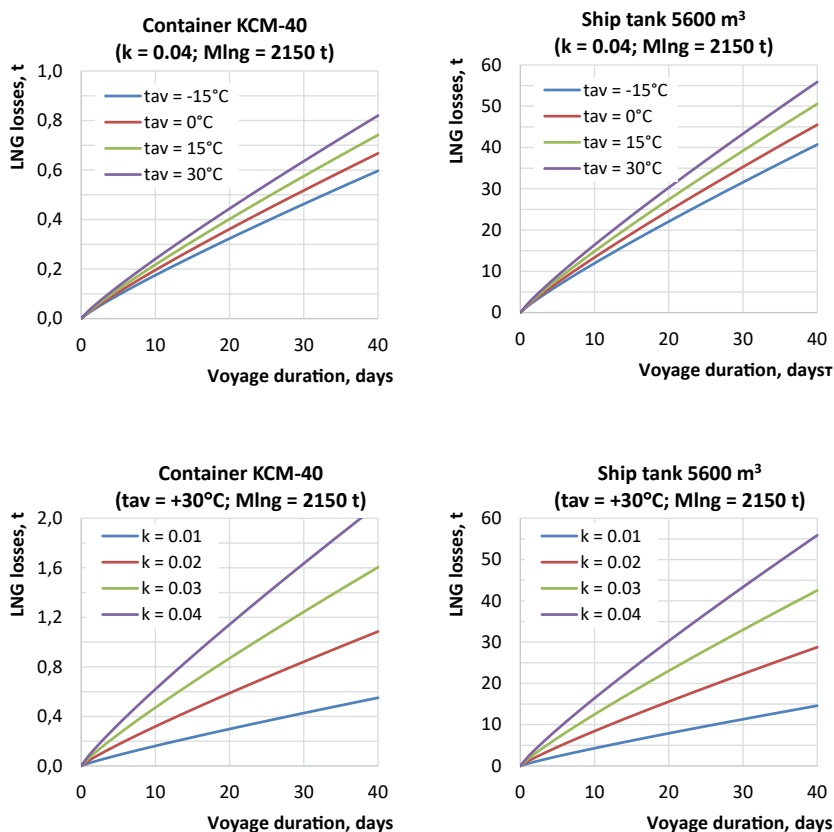 Container KCM-40
(k = 0.04; Mlng = 2150 t)
LNG losses, t
1,0
0,8
0,6
0,4
0,2
0,0
tav = -15°C
tav = 0°C
tav = 15°C
tav = 30°C
0 10 20 30 40
Voyage duration, days
Ship tank 5600 m³
(k = 0.04; Mlng = 2150 t)
LNG losses, t
60
50
40
30
20
10
0
tav = -15°C
tav = 0°C
tav = 15°C
tav = 30°C
0 10 20 30 40
Voyage duration, daysт
Container KCM-40
(tav = +30°C; Mlng = 2150 t)
LNG losses, t
2,0
1,6
1,2
0,8
0,4
0,0
k = 0.01
k = 0.02
k = 0.03
k = 0.04
0 10 20 30 40
Voyage duration, days
Ship tank 5600 m³
(tav = +30°C; Mlng = 2150 t)
LNG losses, t
60
50
40
30
20
10
0
k = 0.01
k = 0.02
k = 0.03
k = 0.04
0 10 20 30 40
Voyage duration, days